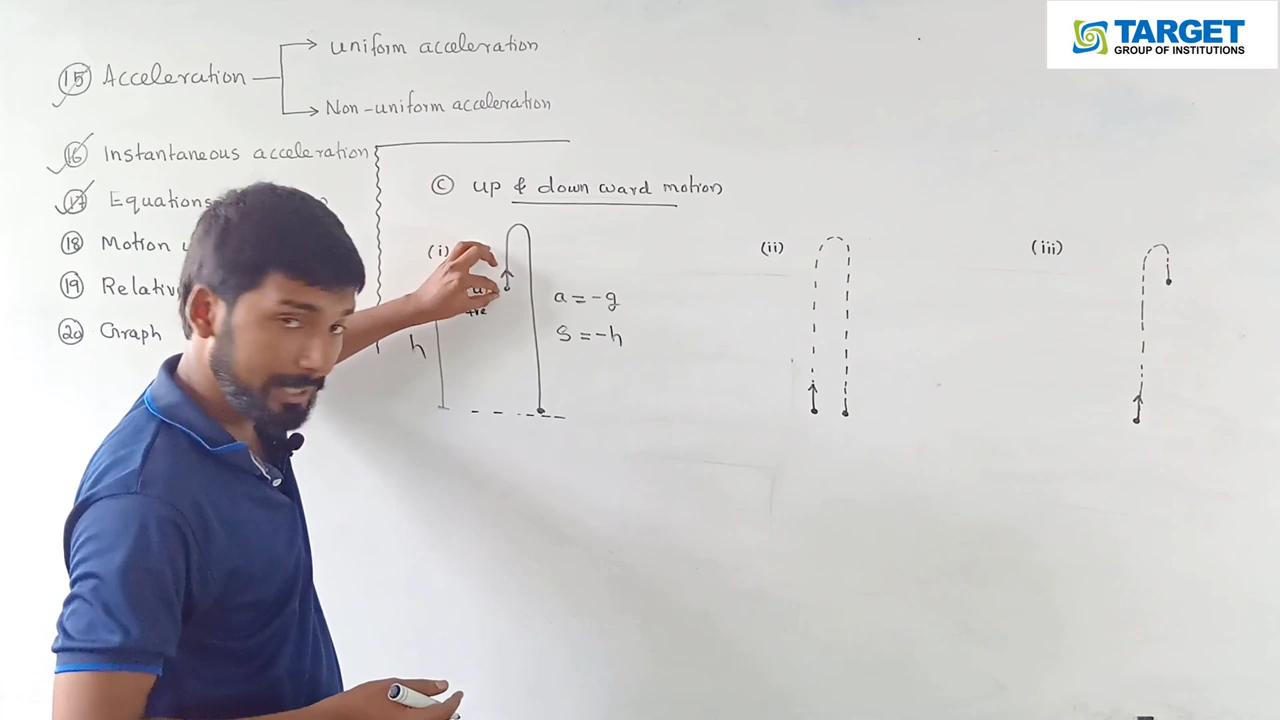 TARGET
GROUP OF INSTITUTIONS
(15) Acceleration
uniform acceleration
Non-uniform acceleration
(16) Instantaneous acceleration
(17) Equations
(18) Motion
(19) Relativ
(20) Graph
(C) up & down ward motion
(i)
u
+ve
h
a = -g
S = -h
(ii)
(iii)